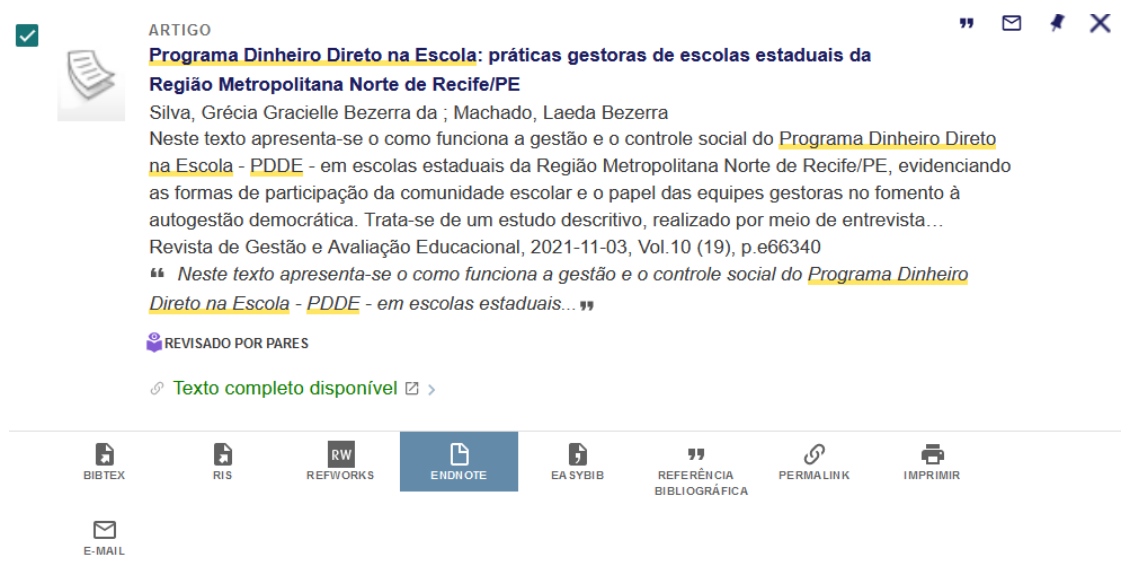 ARTIGO
Programa Dinheiro Direto na Escola: práticas gestoras de escolas estaduais da
Região Metropolitana Norte de Recife/PE
Silva, Grécia Gracielle Bezerra da ; Machado, Laeda Bezerra
Neste texto apresenta-se o como funciona a gestão e o controle social do Programa Dinheiro Direto
na Escola - PDDE - em escolas estaduais da Região Metropolitana Norte de Recife/PE, evidenciando
as formas de participação da comunidade escolar e o papel das equipes gestoras no fomento à
autogestão democrática. Trata-se de um estudo descritivo, realizado por meio de entrevista…
Revista de Gestão e Avaliação Educacional, 2021-11-03, Vol.10 (19), p.e66340
❝ Neste texto apresenta-se o como funciona a gestão e o controle social do Programa Dinheiro
Direto na Escola - PDDE - em escolas estaduais... ❞
REVISADO POR PARES
Texto completo disponível
RW
BIBTEX RIS REFWORKS ENDNOTE EASYBIB REFERÊNCIA PERMALINK IMPRIMIR
BIBLIOGRÁFICA
E-MAIL